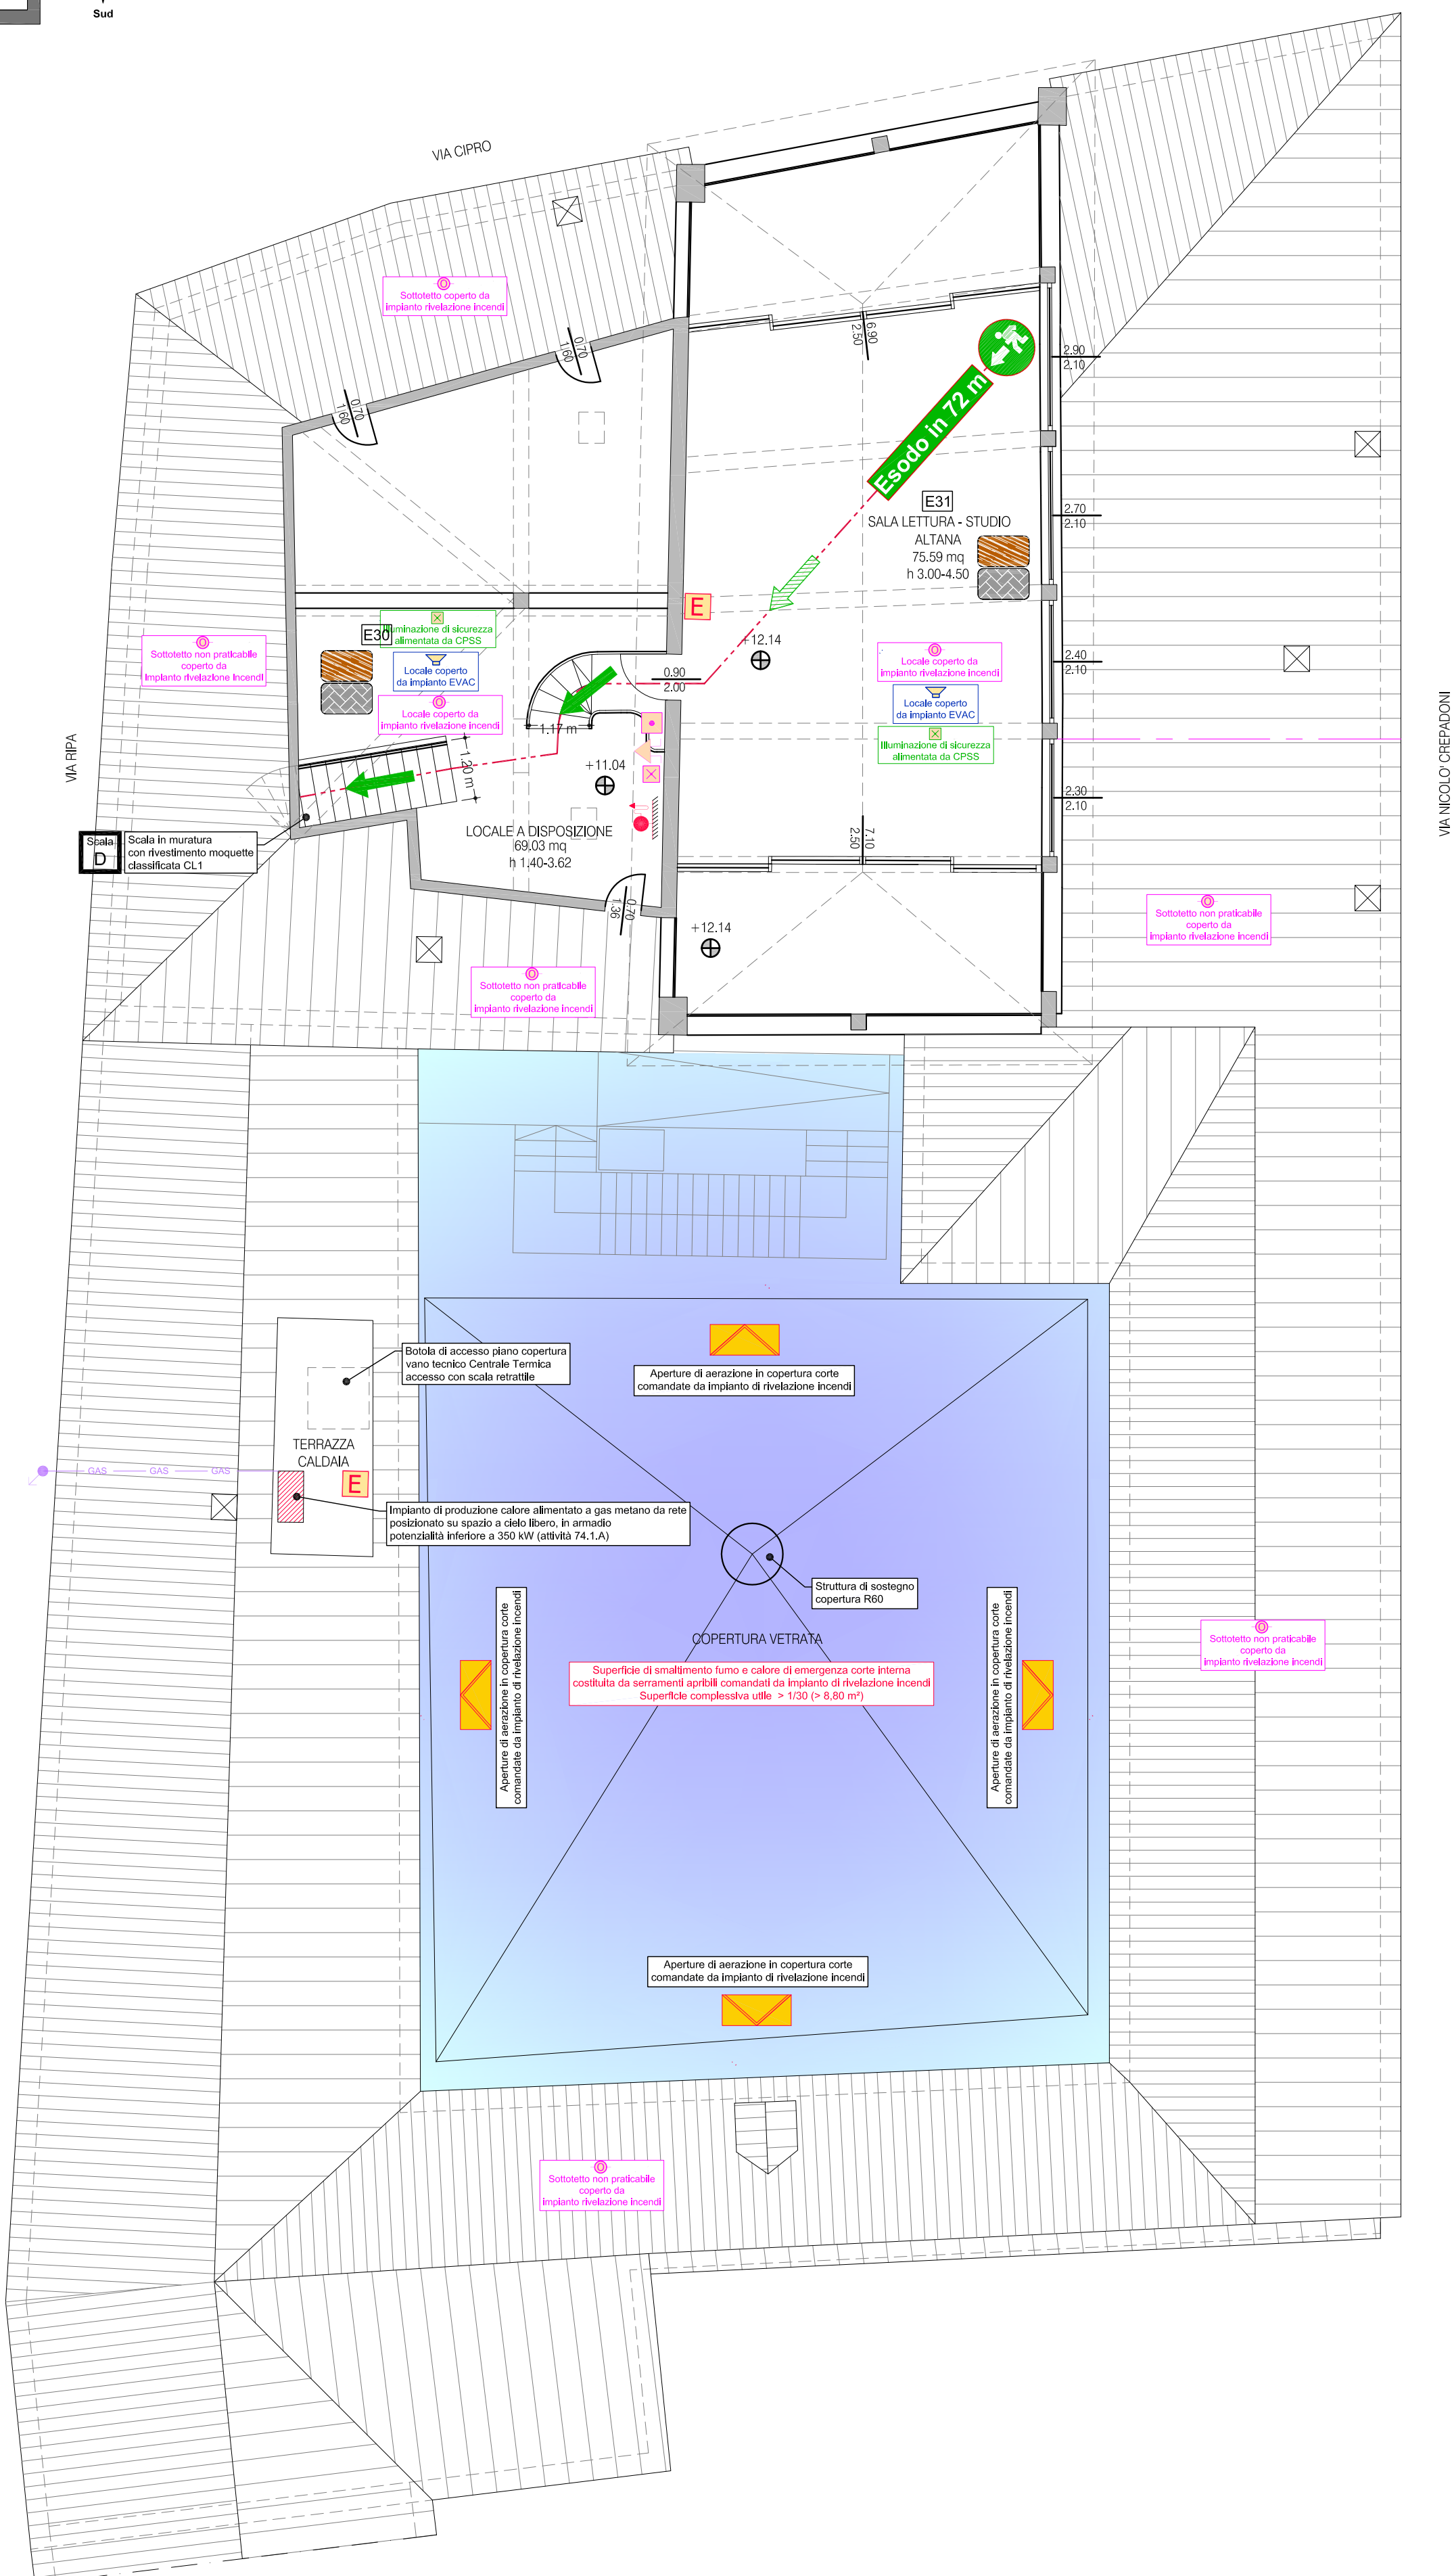 Sud
VIA CIPRO
Sottotetto coperto da
impianto rivelazione incendi
0.70
1.60
0.70
1.60
6.90
2.50
2.90
2.10
Esodo in 72 m
E31
SALA LETTURA - STUDIO
ALTANA
75.59 mq
h 3.00-4.50
2.70
2.10
E
E30
Illuminazione di sicurezza
alimentata da CPSS
Locale coperto
da impianto EVAC
Locale coperto da
impianto rivelazione incendi
Sottotetto non praticabile
coperto da
impianto rivelazione incendi
+12.14
0.90
2.00
Locale coperto da
impianto rivelazione incendi
Locale coperto
da impianto EVAC
Illuminazione di sicurezza
alimentata da CPSS
2.40
2.10
VIA NICOLO' CREPADONI
VIA RIPA
1.17 m
1.20 m
+11.04
2.30
2.10
LOCALE A DISPOSIZIONE
69.03 mq
h 1.40-3.62
Scala
D
Scala in muratura
con rivestimento moquette
classificata CL1
7.10
2.50
0.70
1.36
+12.14
Sottotetto non praticabile
coperto da
impianto rivelazione incendi
Sottotetto non praticabile
coperto da
impianto rivelazione incendi
Botola di accesso piano copertura
vano tecnico Centrale Termica
accesso con scala retrattile
Aperture di aerazione in copertura corte
comandate da impianto di rivelazione incendi
TERRAZZA
CALDAIA
GAS
GAS
GAS
E
Impianto di produzione calore alimentato a gas metano da rete
posizionato su spazio a cielo libero, in armadio
potenzialità inferiore a 350 kW (attività 74.1.A)
Struttura di sostegno
copertura R60
Aperture di aerazione in copertura corte
comandate da impianto di rivelazione incendi
Aperture di aerazione in copertura corte
comandate da impianto di rivelazione incendi
COPERTURA VETRATA
Superficie di smaltimento fumo e calore di emergenza corte interna
costituita da serramenti apribili comandati da impianto di rivelazione incendi
Superficie complessiva utile > 1/30 (> 8,80 m²)
Sottotetto non praticabile
coperto da
impianto rivelazione incendi
Aperture di aerazione in copertura corte
comandate da impianto di rivelazione incendi
Sottotetto non praticabile
coperto da
impianto rivelazione incendi